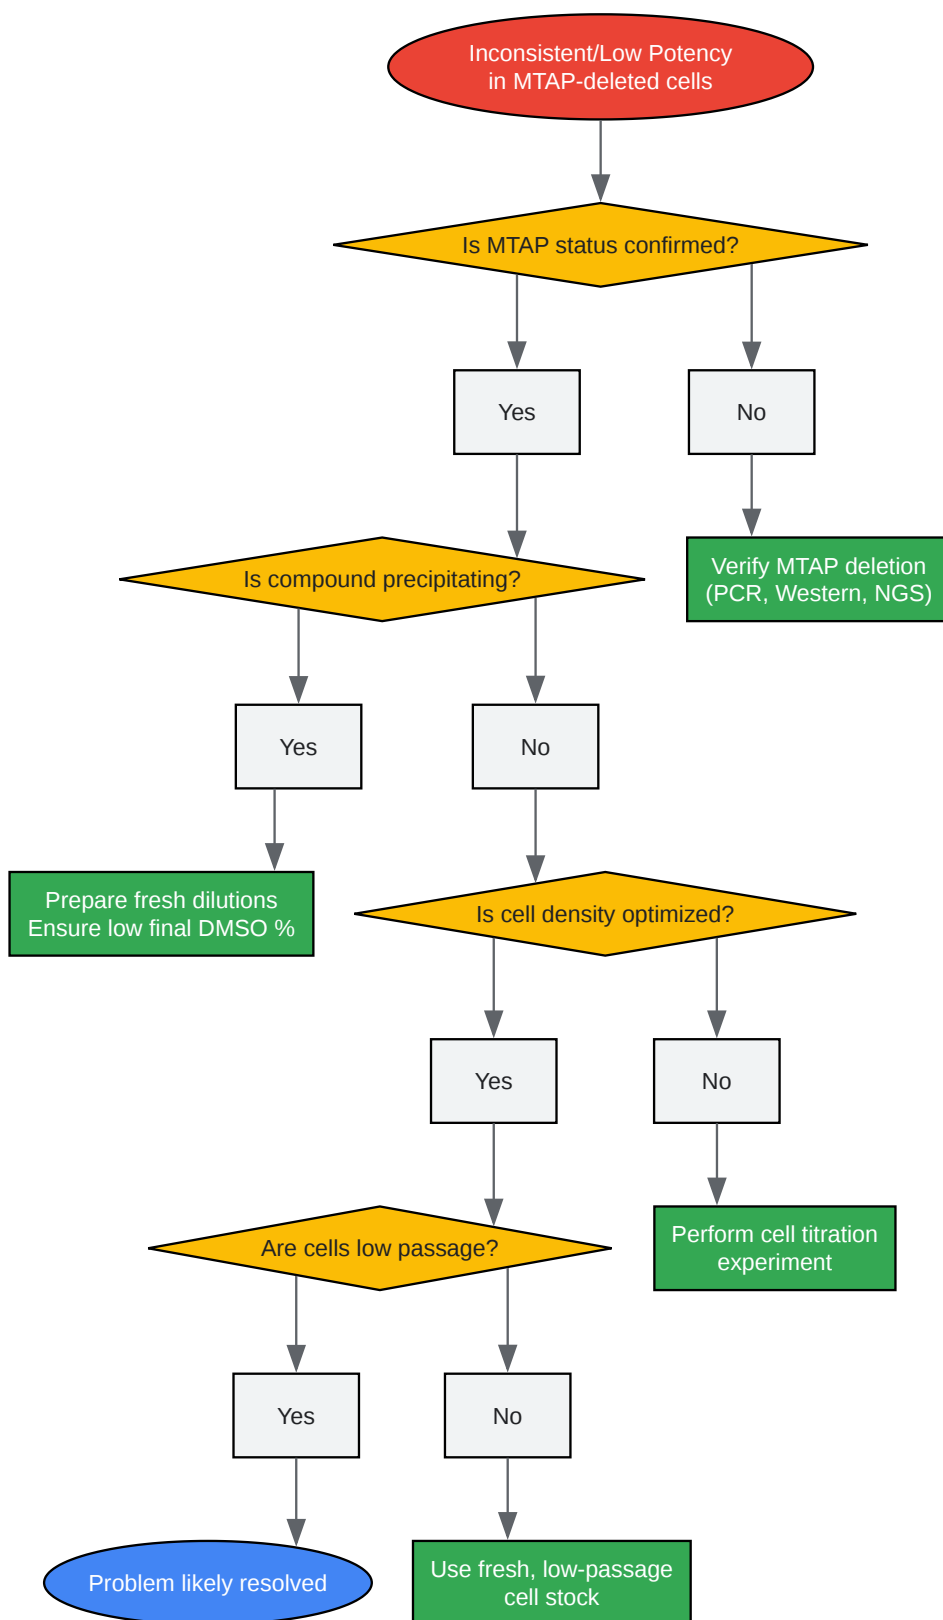 Inconsistent/Low Potency
in MTAP-deleted cells
Is MTAP status confirmed?
Yes
No
Is compound precipitating?
Verify MTAP deletion
(PCR, Western, NGS)
Yes
No
Prepare fresh dilutions
Ensure low final DMSO %
Is cell density optimized?
Yes
No
Are cells low passage?
Perform cell titration
experiment
Yes
No
Problem likely resolved
Use fresh, low-passage
cell stock